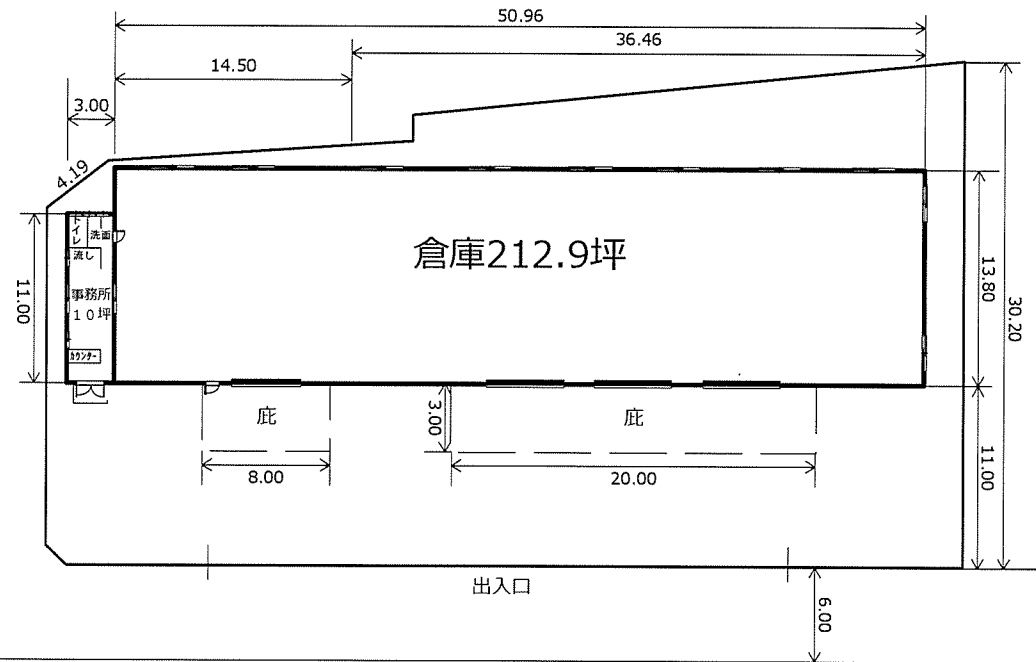 50.96
36.46
14.50
3.00
4.19
トイレ
洗面
流し
事務所
10坪
カウンター
11.00
倉庫212.9坪
13.80
30.20
庇
3.00
庇
8.00
20.00
11.00
出入口
6.00